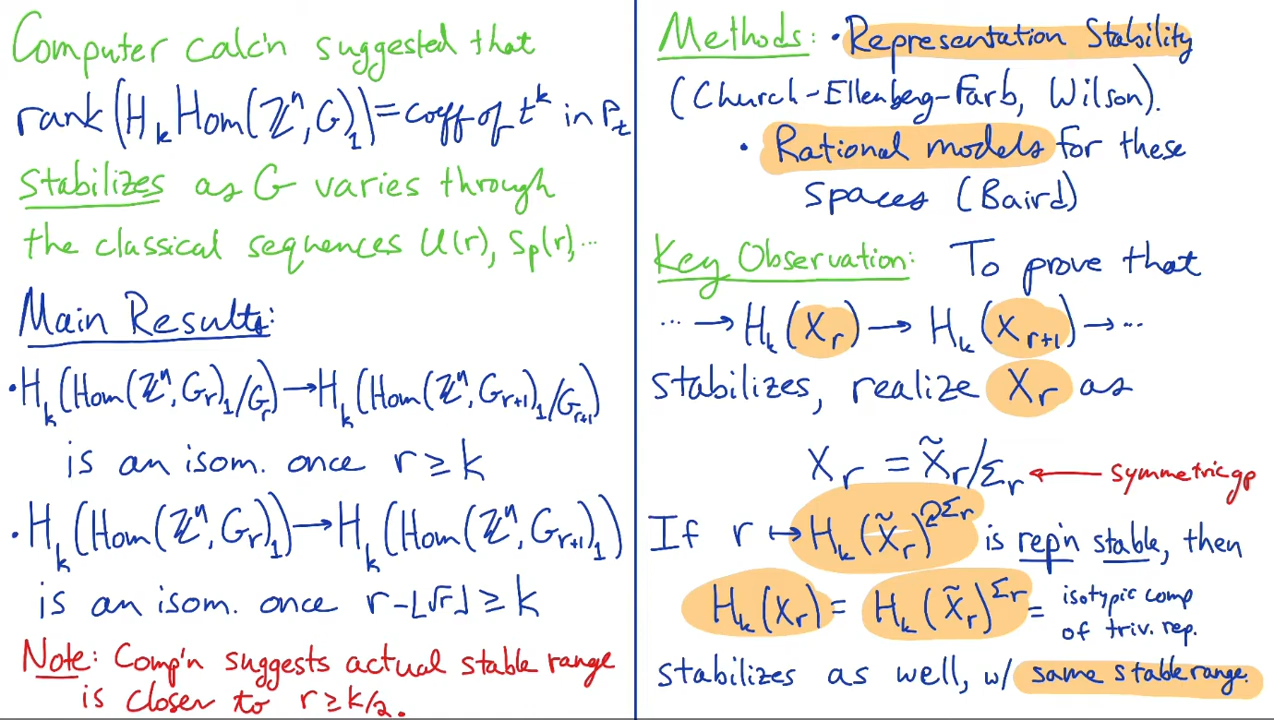 Computer calc'n suggested that
rank(H_k Hom(ℤⁿ, G)_1) = coeff of t^k in P_t
stabilizes as G varies through
the classical sequences U(r), Sp(r), ...
Main Results:
• H_k(Hom(ℤⁿ, G_r)_1/G_r) → H_k(Hom(ℤⁿ, G_{r+1})_1/G_{r+1})
is an isom. once r ≥ k
• H_k(Hom(ℤⁿ, G_r)_1) → H_k(Hom(ℤⁿ, G_{r+1})_1)
is an isom. once r - ⌊√r⌋ ≥ k
Note: Comp'n suggests actual stable range
is closer to r ≥ k/2.
Methods: • Representation Stability
(Church-Ellenberg-Farb, Wilson).
• Rational models for these
spaces (Baird)
Key Observation: To prove that
... → H_k(X_r) → H_k(X_{r+1}) → ...
stabilizes, realize X_r as
X_r = X̃_r/Σ_r ← symmetric gp
If r ↦ H_k(X̃_r)^{↻Σ_r} is rep'n stable, then
H_k(X_r) = H_k(X̃_r)^{Σ_r} = isotypic comp
of triv. rep.
stabilizes as well, w/ same stable range.